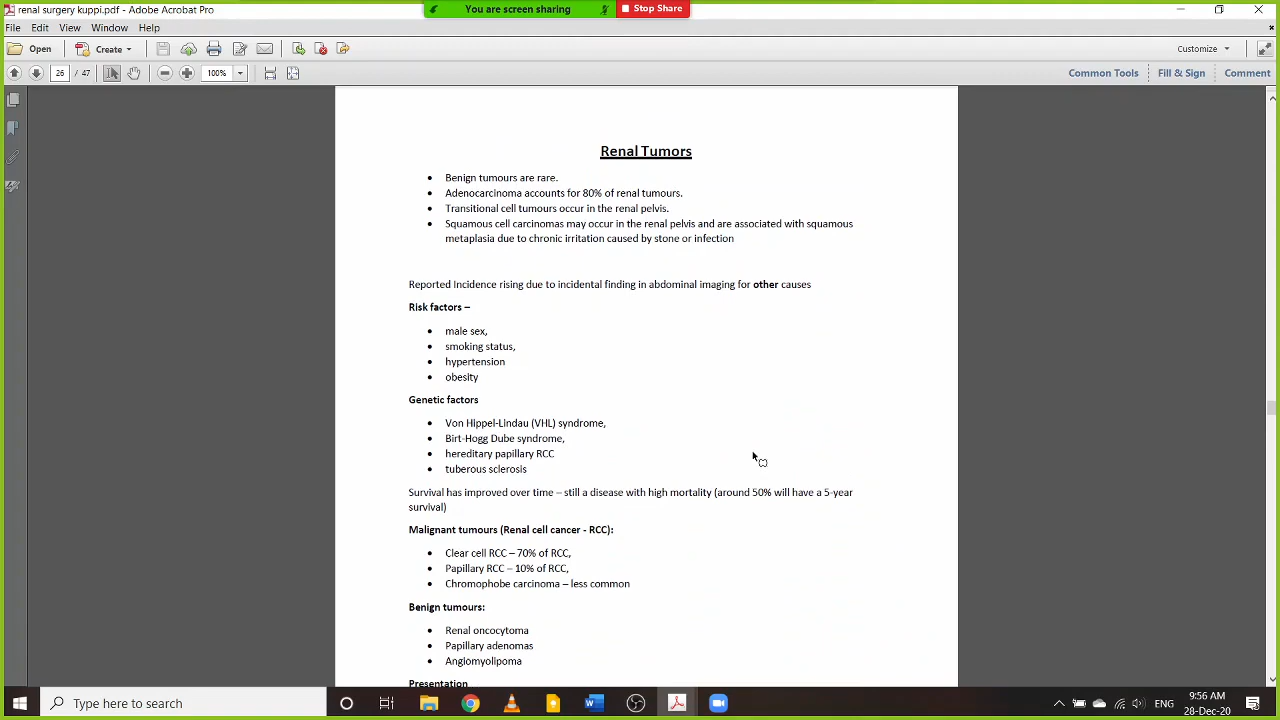 renal surgery kuppi.pdf - Adobe Acrobat Pro
You are screen sharing
Stop Share
File Edit View Window Help
Open Create Customize
26 / 47 100% Common Tools Fill & Sign Comment
Renal Tumors
• Benign tumours are rare.
• Adenocarcinoma accounts for 80% of renal tumours.
• Transitional cell tumours occur in the renal pelvis.
• Squamous cell carcinomas may occur in the renal pelvis and are associated with squamous
metaplasia due to chronic irritation caused by stone or infection
Reported Incidence rising due to incidental finding in abdominal imaging for other causes
Risk factors –
• male sex,
• smoking status,
• hypertension
• obesity
Genetic factors
• Von Hippel-Lindau (VHL) syndrome,
• Birt-Hogg Dube syndrome,
• hereditary papillary RCC
• tuberous sclerosis
Survival has improved over time – still a disease with high mortality (around 50% will have a 5-year
survival)
Malignant tumours (Renal cell cancer - RCC):
• Clear cell RCC – 70% of RCC,
• Papillary RCC – 10% of RCC,
• Chromophobe carcinoma – less common
Benign tumours:
• Renal oncocytoma
• Papillary adenomas
• Angiomyolipoma
Presentation
Type here to search
ENG
9:56 AM
28-Dec-20